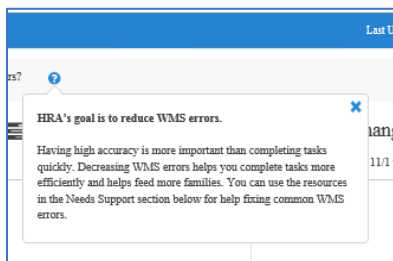 Last U
rs?
HRA's goal is to reduce WMS errors.
hang
Having high accuracy is more important than completing tasks
quickly. Decreasing WMS errors helps you complete tasks more
11/1
efficiently and helps feed more families. You can use the resources
in the Needs Support section below for help fixing common WMS
errors.